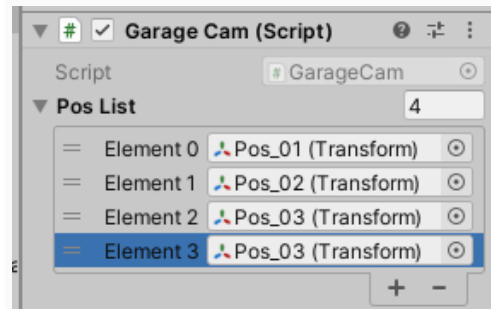 Garage Cam (Script)
Script # GarageCam
Pos List 4
Element 0 Pos_01 (Transform)
Element 1 Pos_02 (Transform)
Element 2 Pos_03 (Transform)
Element 3 Pos_03 (Transform)
+ -